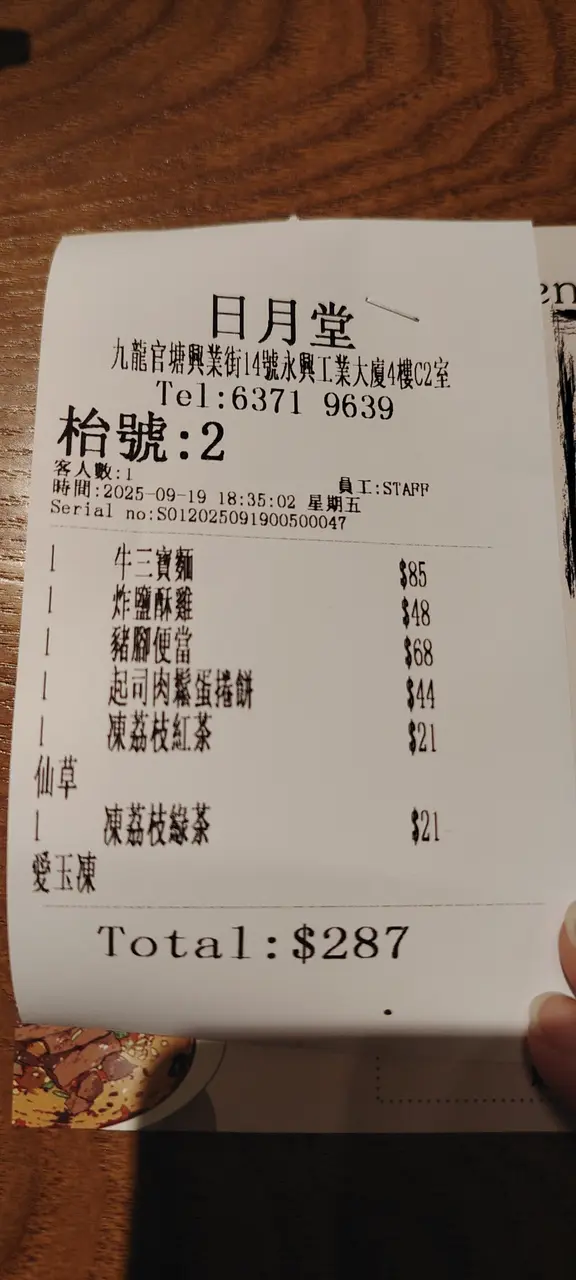 日月堂
九龍官塘興業街14號永興工業大廈4樓C2室
Tel:6371 9639
枱號:2
客人數:1 員工:STAFF
時間:2025-09-19 18:35:02 星期五
Serial no:S012025091900500047
1 牛三寶麵 $85
1 炸鹽酥雞 $48
1 豬腳便當 $68
1 起司肉鬆蛋捲餅 $44
1 凍荔枝紅茶 $21
仙草
1 凍荔枝綠茶 $21
愛玉凍
Total:$287